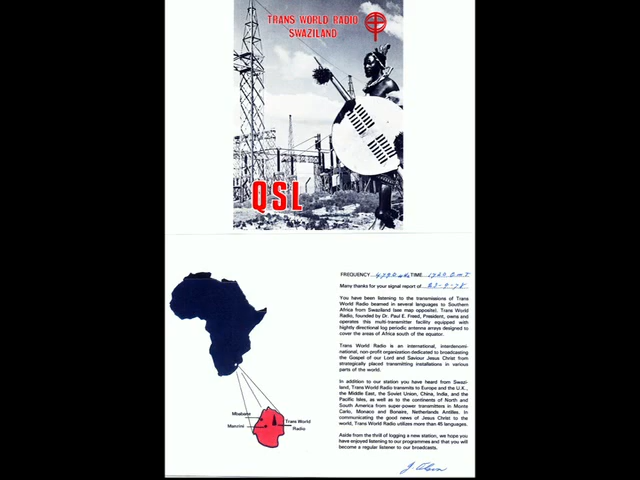 TRANS WORLD RADIO
SWAZILAND
QSL
FREQUENCY 4790 TIME
Many thanks for your signal report of 23-9-78
You have been listening to the transmissions of Trans
World Radio beamed in several languages to Southern
Africa from Swaziland (see map opposite). Trans World
Radio, founded by Dr. Paul E. Freed, President, owns and
operates this multi-transmitter facility equipped with
hightly directional log periodic antenna arrays designed to
cover the areas of Africa south of the equator.
Trans World Radio is an international, interdenomi-
national, non-profit organization dedicated to broadcasting
the Gospel of our Lord and Saviour Jesus Christ from
strategically placed transmitting installations in various
parts of the world.
In addition to our station you have heard from Swazi-
land, Trans World Radio transmits to Europe and the U.K.,
the Middle East, the Soviet Union, China, India, and the
Pacific Isles, as well as to the continents of North and
South America from super-power transmitters in Monte
Carlo, Monaco and Bonaire, Netherlands Antilles. In
communicating the good news of Jesus Christ to the
world, Trans World Radio utilizes more than 45 languages.
Aside from the thrill of logging a new station, we hope you
have enjoyed listening to our programmes and that you will
become a regular listener to our broadcasts.
Mbabane
Manzini
Trans World
Radio